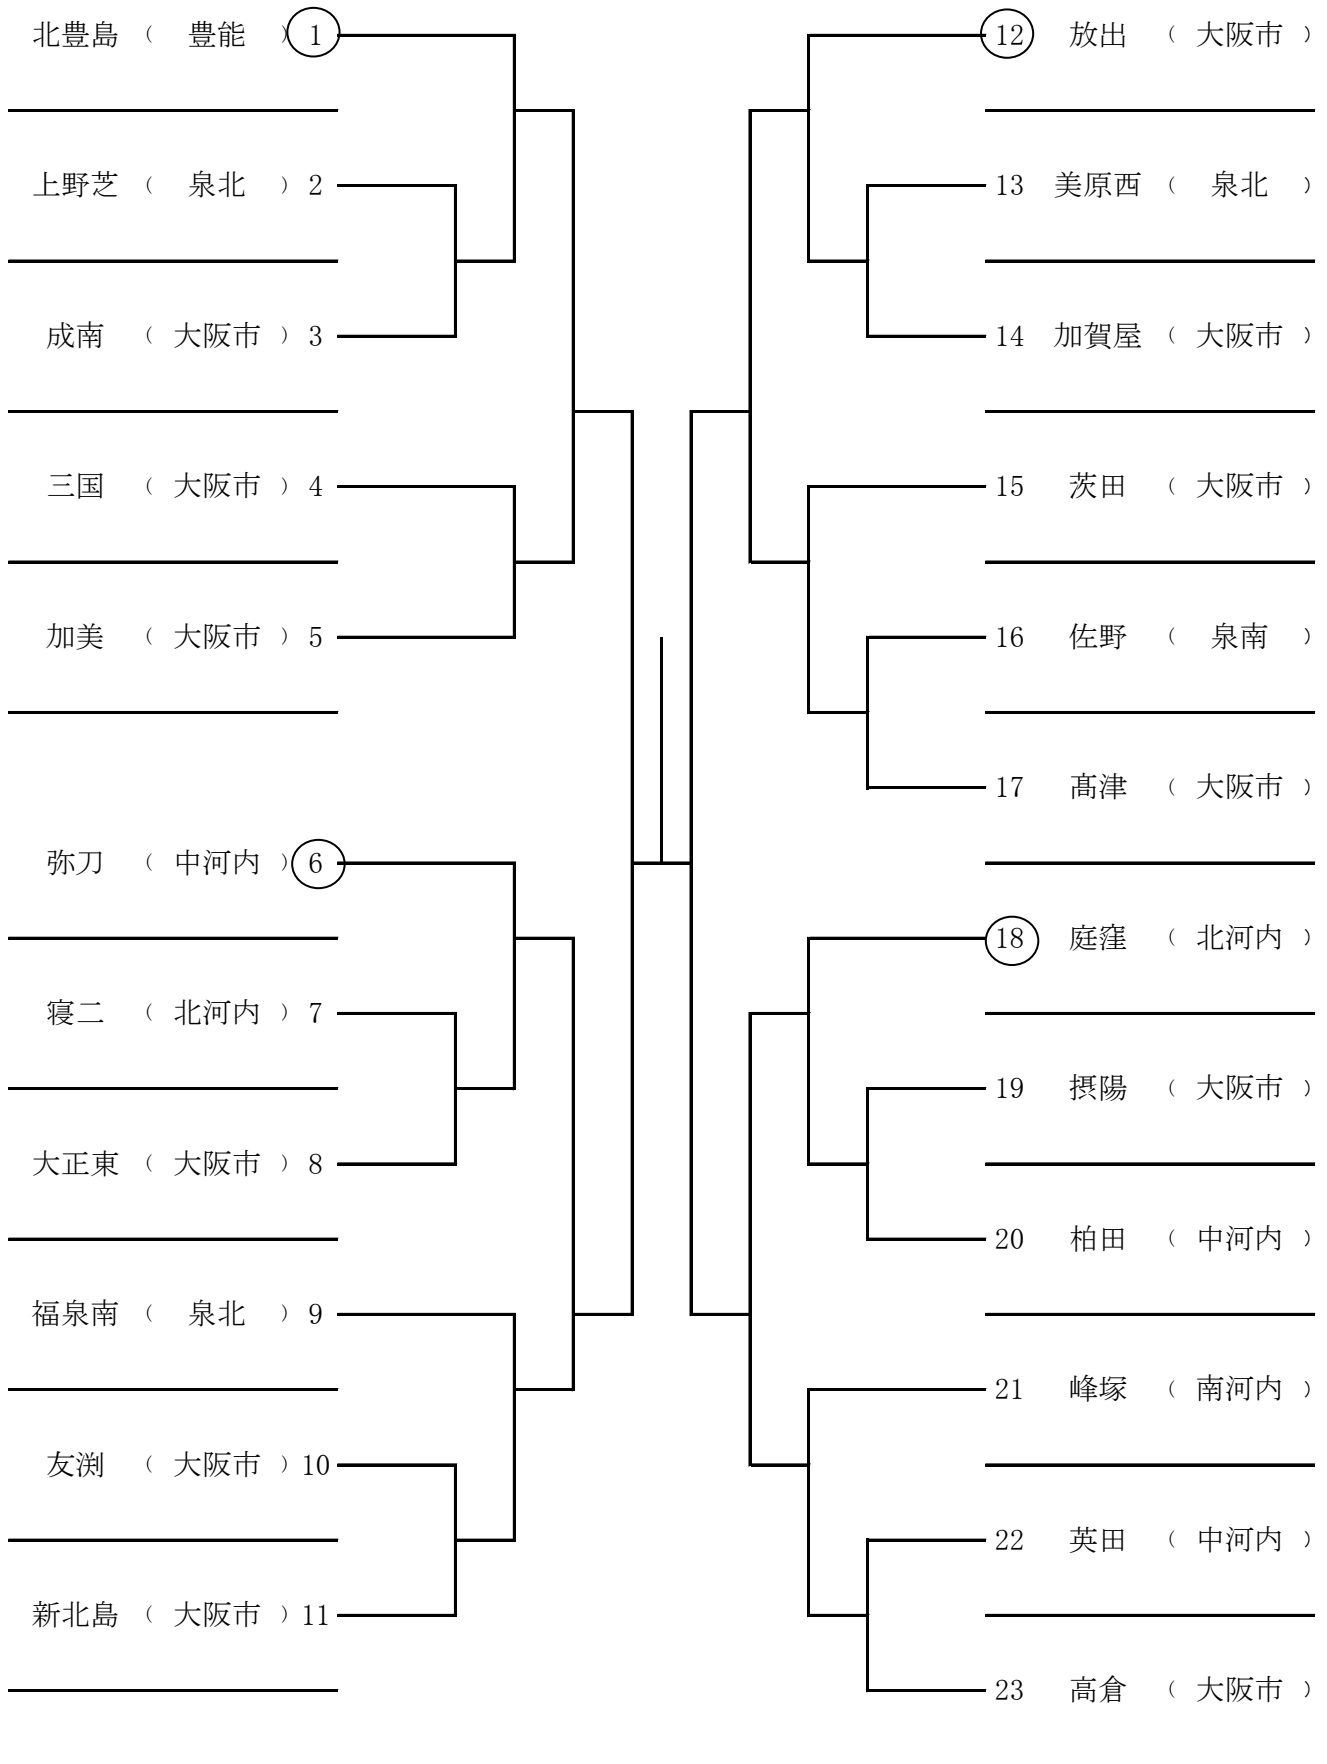 北豊島 （ 豊能 ） 1
上野芝 （ 泉北 ） 2
成南 （ 大阪市 ） 3
三国 （ 大阪市 ） 4
加美 （ 大阪市 ） 5
弥刀 （ 中河内 ） 6
寝二 （ 北河内 ） 7
大正東 （ 大阪市 ） 8
福泉南 （ 泉北 ） 9
友渕 （ 大阪市 ） 10
新北島 （ 大阪市 ） 11
12 放出 （ 大阪市 ）
13 美原西 （ 泉北 ）
14 加賀屋 （ 大阪市 ）
15 茨田 （ 大阪市 ）
16 佐野 （ 泉南 ）
17 髙津 （ 大阪市 ）
18 庭窪 （ 北河内 ）
19 摂陽 （ 大阪市 ）
20 柏田 （ 中河内 ）
21 峰塚 （ 南河内 ）
22 英田 （ 中河内 ）
23 高倉 （ 大阪市 ）